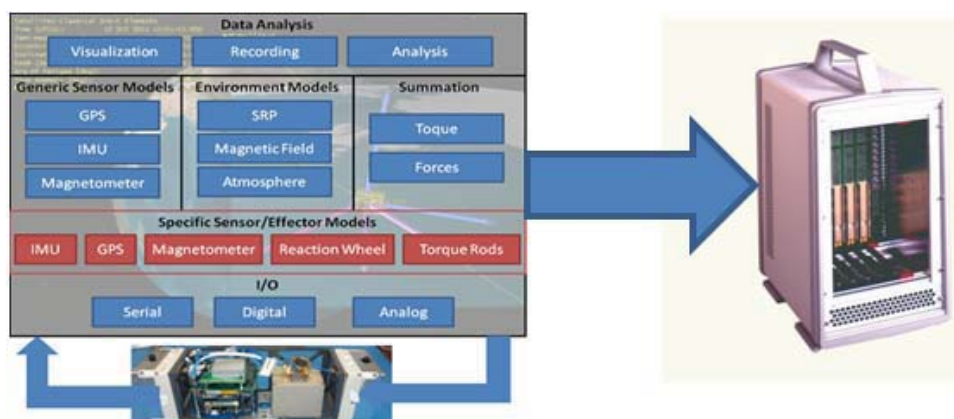 Data Analysis
Visualization Recording Analysis
Generic Sensor Models Environment Models Summation
GPS SRP Toque
IMU Magnetic Field Forces
Magnetometer Atmosphere
Specific Sensor/Effector Models
IMU GPS Magnetometer Reaction Wheel Torque Rods
I/O
Serial Digital Analog